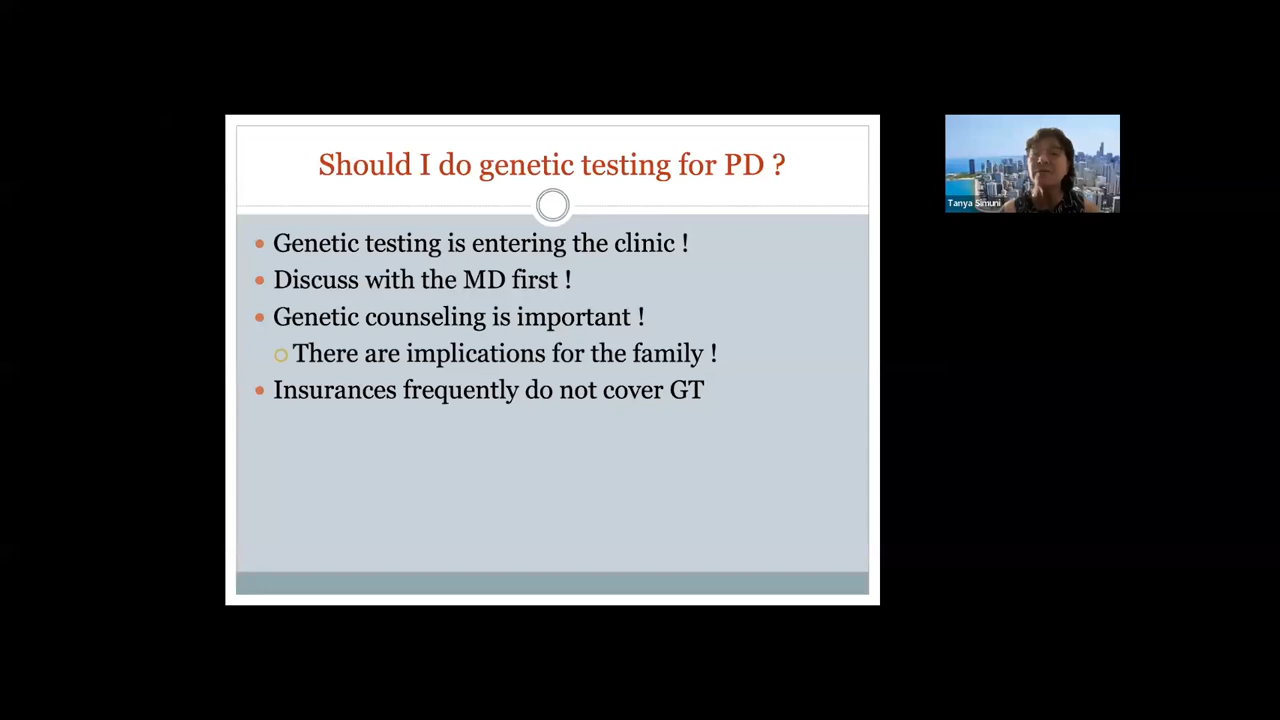 Should I do genetic testing for PD ?
Genetic testing is entering the clinic !
Discuss with the MD first !
Genetic counseling is important !
There are implications for the family !
Insurances frequently do not cover GT
Tanya Simuni